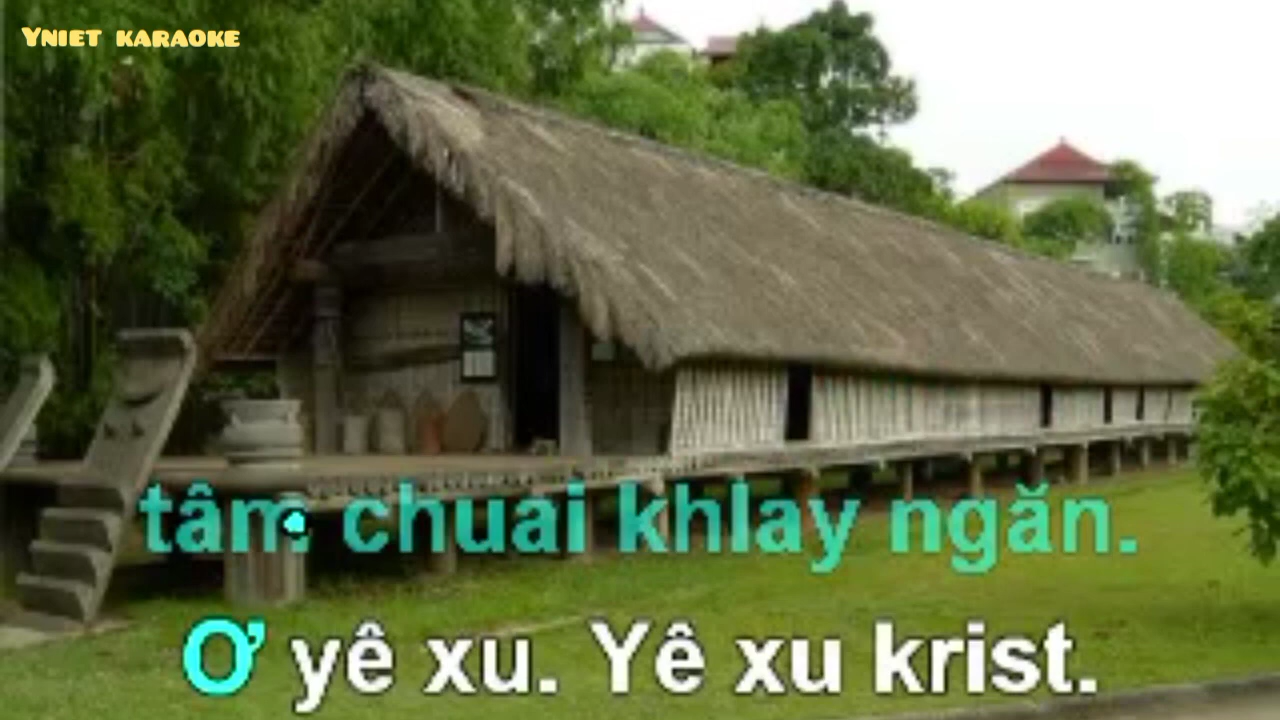 YNIET KARAOKE
tâm chuai khlay ngăn.
Ơ yê xu. Yê xu krist.